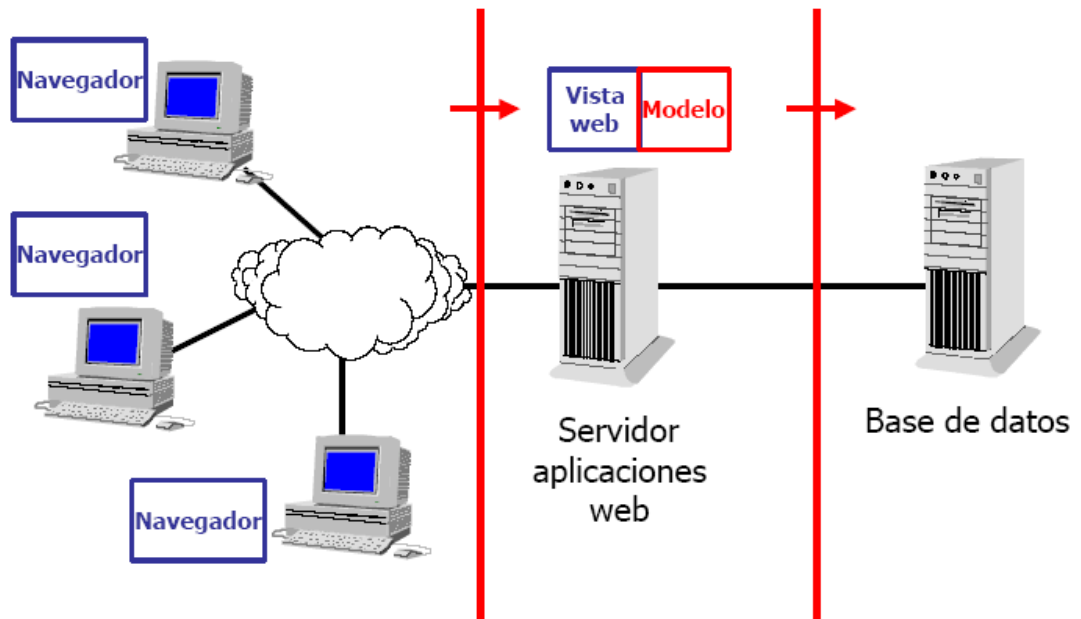 Navegador
Navegador
Navegador
Vista
web
Modelo
Servidor
aplicaciones
web
Base de datos